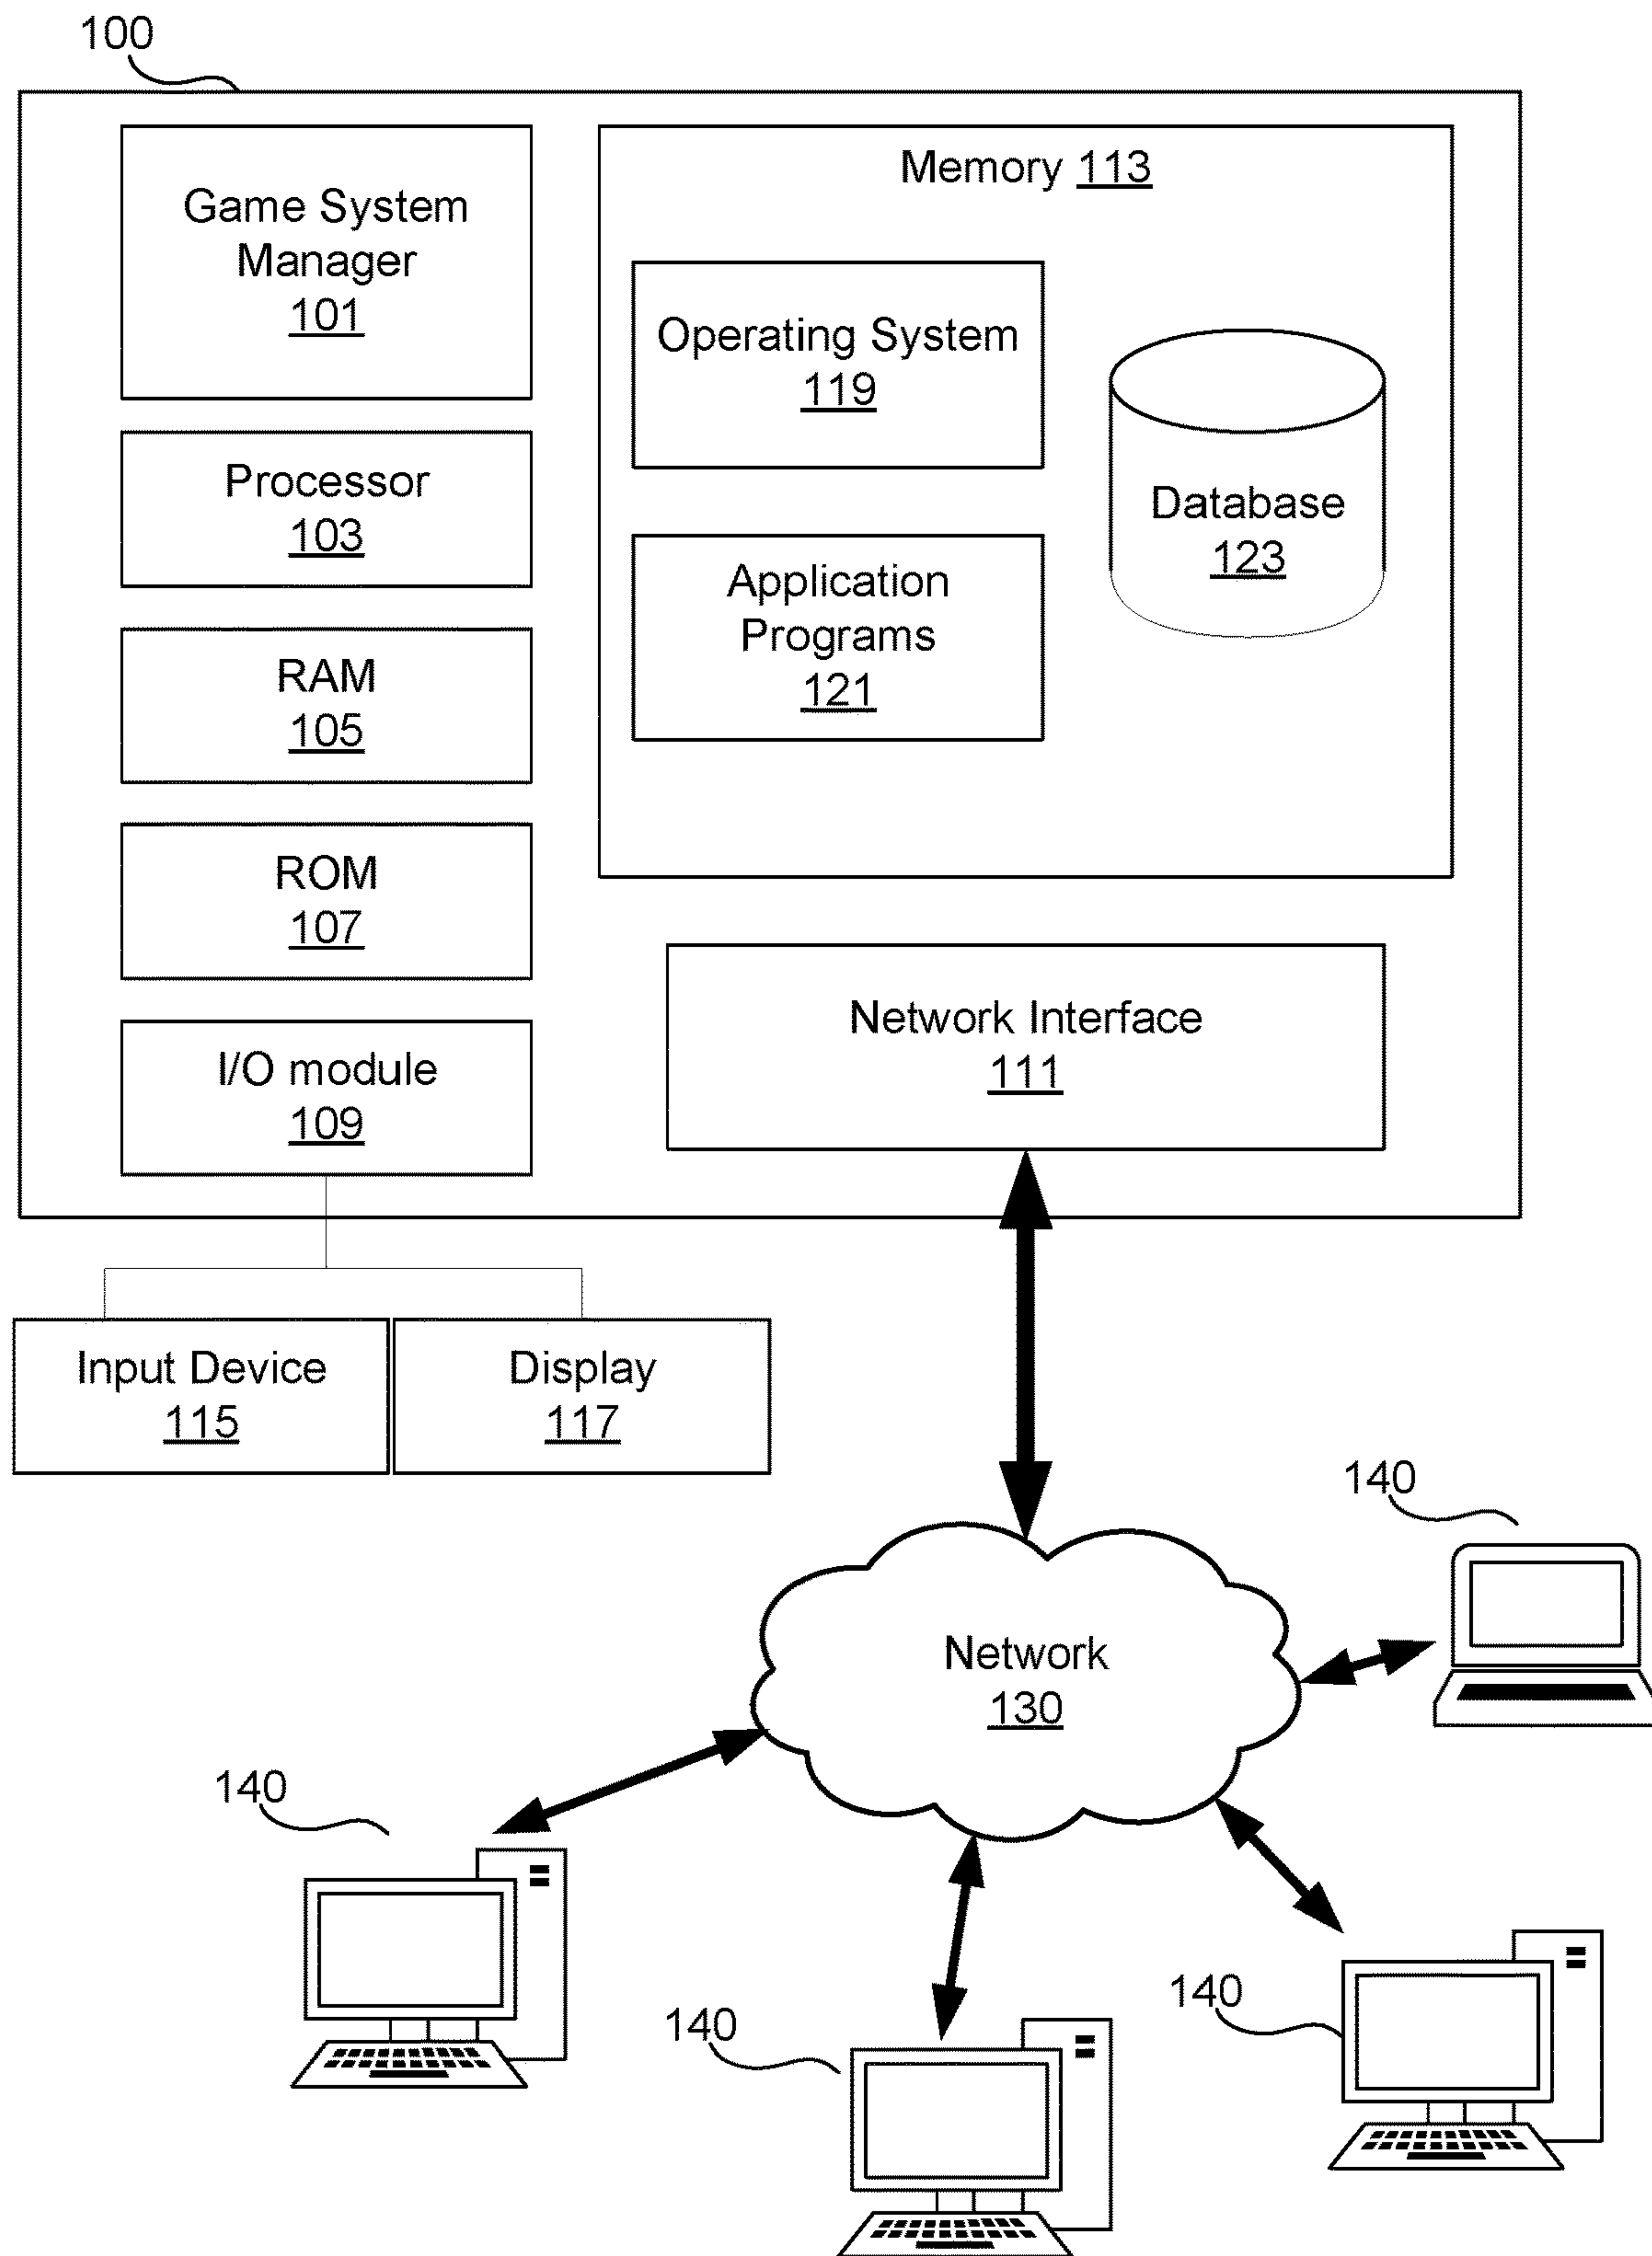 100
Game System
Manager
101
Processor
103
RAM
105
ROM
107
I/O module
109
Memory 113
Operating System
119
Application
Programs
121
Database
123
Network Interface
111
Input Device
115
Display
117
Network
130
140
140
140
140